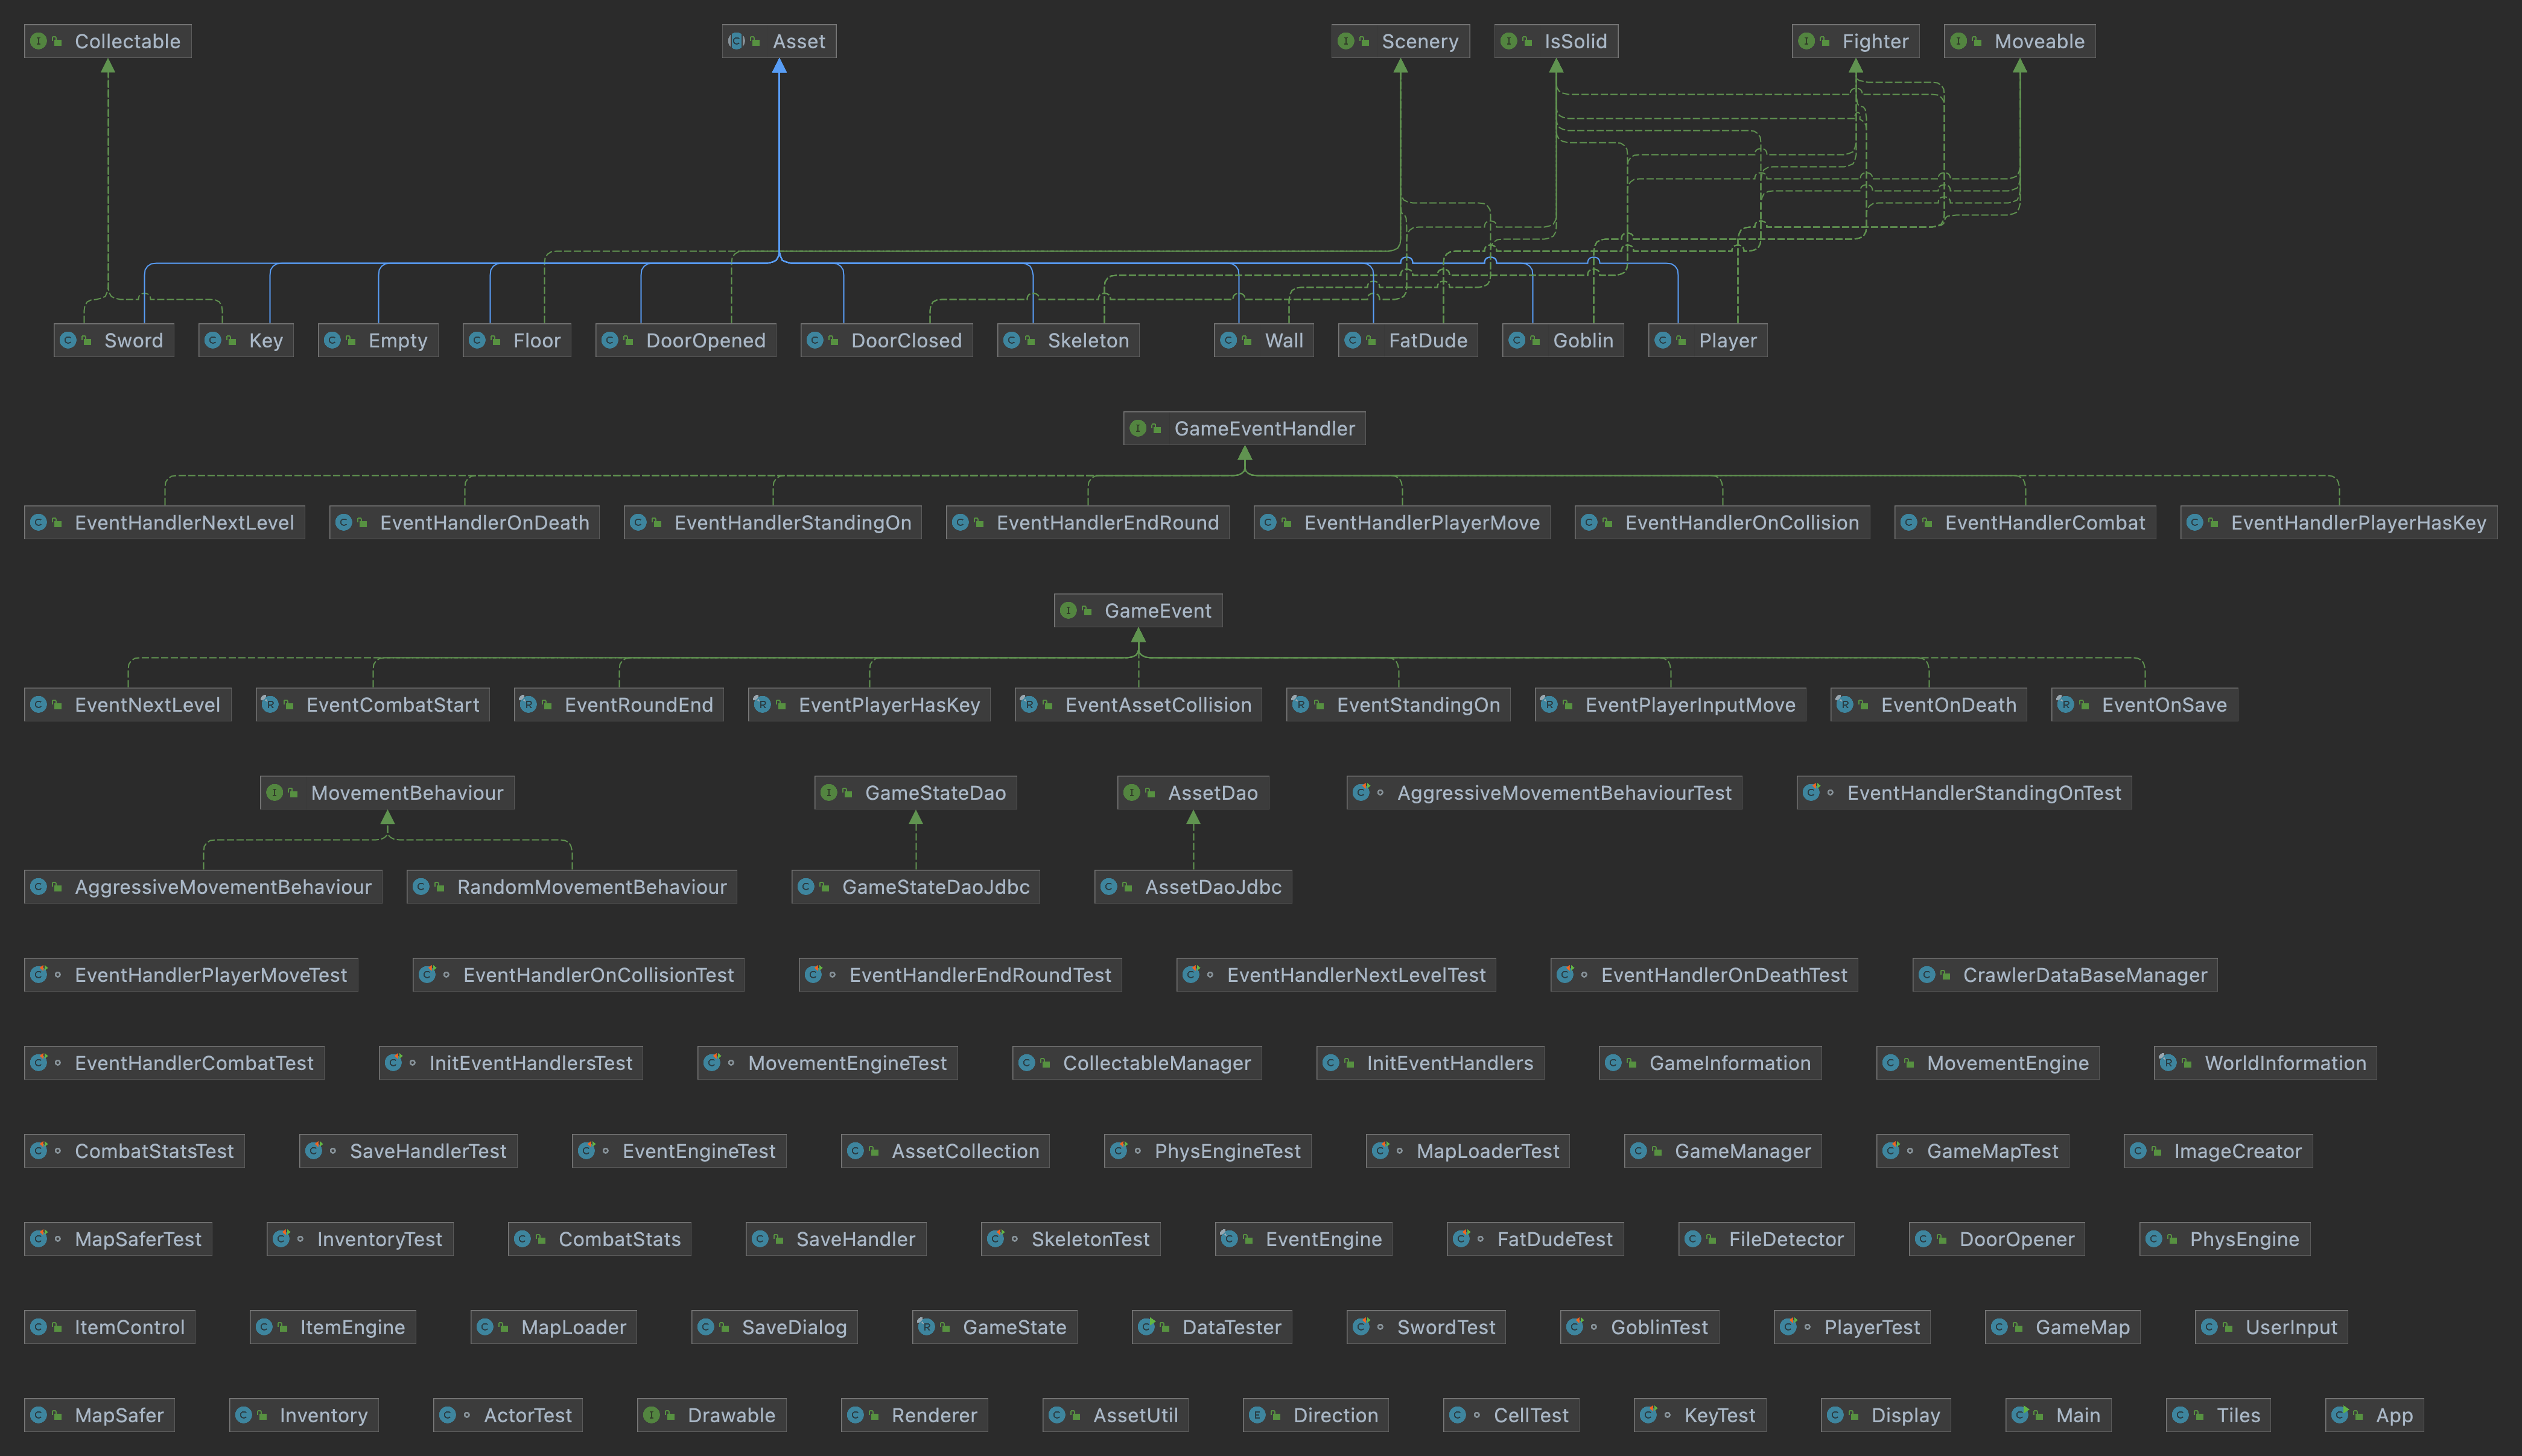 Collectable Asset Scenery IsSolid Fighter Moveable
Sword Key Empty Floor DoorOpened DoorClosed Skeleton Wall FatDude Goblin Player
GameEventHandler
EventHandlerNextLevel EventHandlerOnDeath EventHandlerStandingOn EventHandlerEndRound EventHandlerPlayerMove EventHandlerOnCollision EventHandlerCombat EventHandlerPlayerHasKey
GameEvent
EventNextLevel EventCombatStart EventRoundEnd EventPlayerHasKey EventAssetCollision EventStandingOn EventPlayerInputMove EventOnDeath EventOnSave
MovementBehaviour GameStateDao AssetDao AggressiveMovementBehaviourTest EventHandlerStandingOnTest
AggressiveMovementBehaviour RandomMovementBehaviour GameStateDaoJdbc AssetDaoJdbc
EventHandlerPlayerMoveTest EventHandlerOnCollisionTest EventHandlerEndRoundTest EventHandlerNextLevelTest EventHandlerOnDeathTest CrawlerDataBaseManager
EventHandlerCombatTest InitEventHandlersTest MovementEngineTest CollectableManager InitEventHandlers GameInformation MovementEngine WorldInformation
CombatStatsTest SaveHandlerTest EventEngineTest AssetCollection PhysEngineTest MapLoaderTest GameManager GameMapTest ImageCreator
MapSaferTest InventoryTest CombatStats SaveHandler SkeletonTest EventEngine FatDudeTest FileDetector DoorOpener PhysEngine
ItemControl ItemEngine MapLoader SaveDialog GameState DataTester SwordTest GoblinTest PlayerTest GameMap UserInput
MapSafer Inventory ActorTest Drawable Renderer AssetUtil Direction CellTest KeyTest Display Main Tiles App